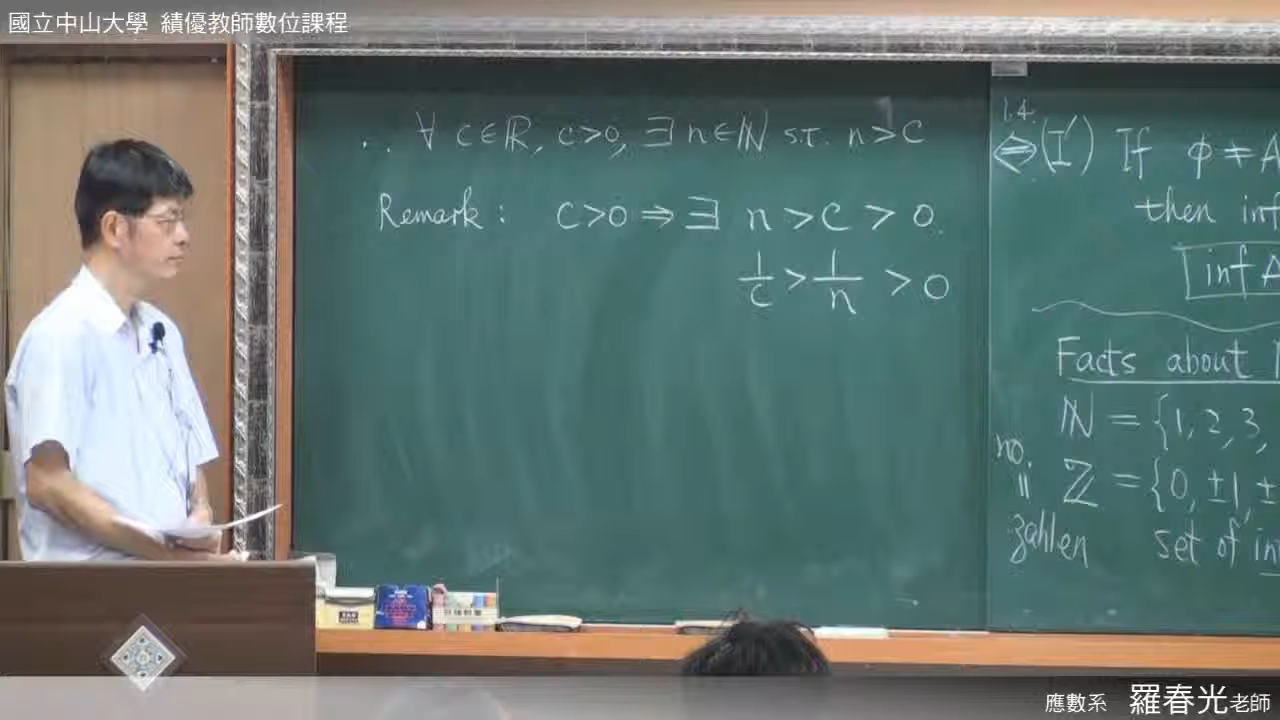 國立中山大學 績優教師數位課程
∴ ∀ c∈ℝ, c>0, ∃ n∈ℕ s.t. n>c
Remark: c>0 ⇒ ∃ n>c>0.
1/c > 1/n > 0
1.4.
⇔(I') If φ≠A
then inf
inf A
Facts about
ℕ = {1, 2, 3,
no.
ℤ = {0, ±1, ±
zahlen set of in
應數系 羅春光老師